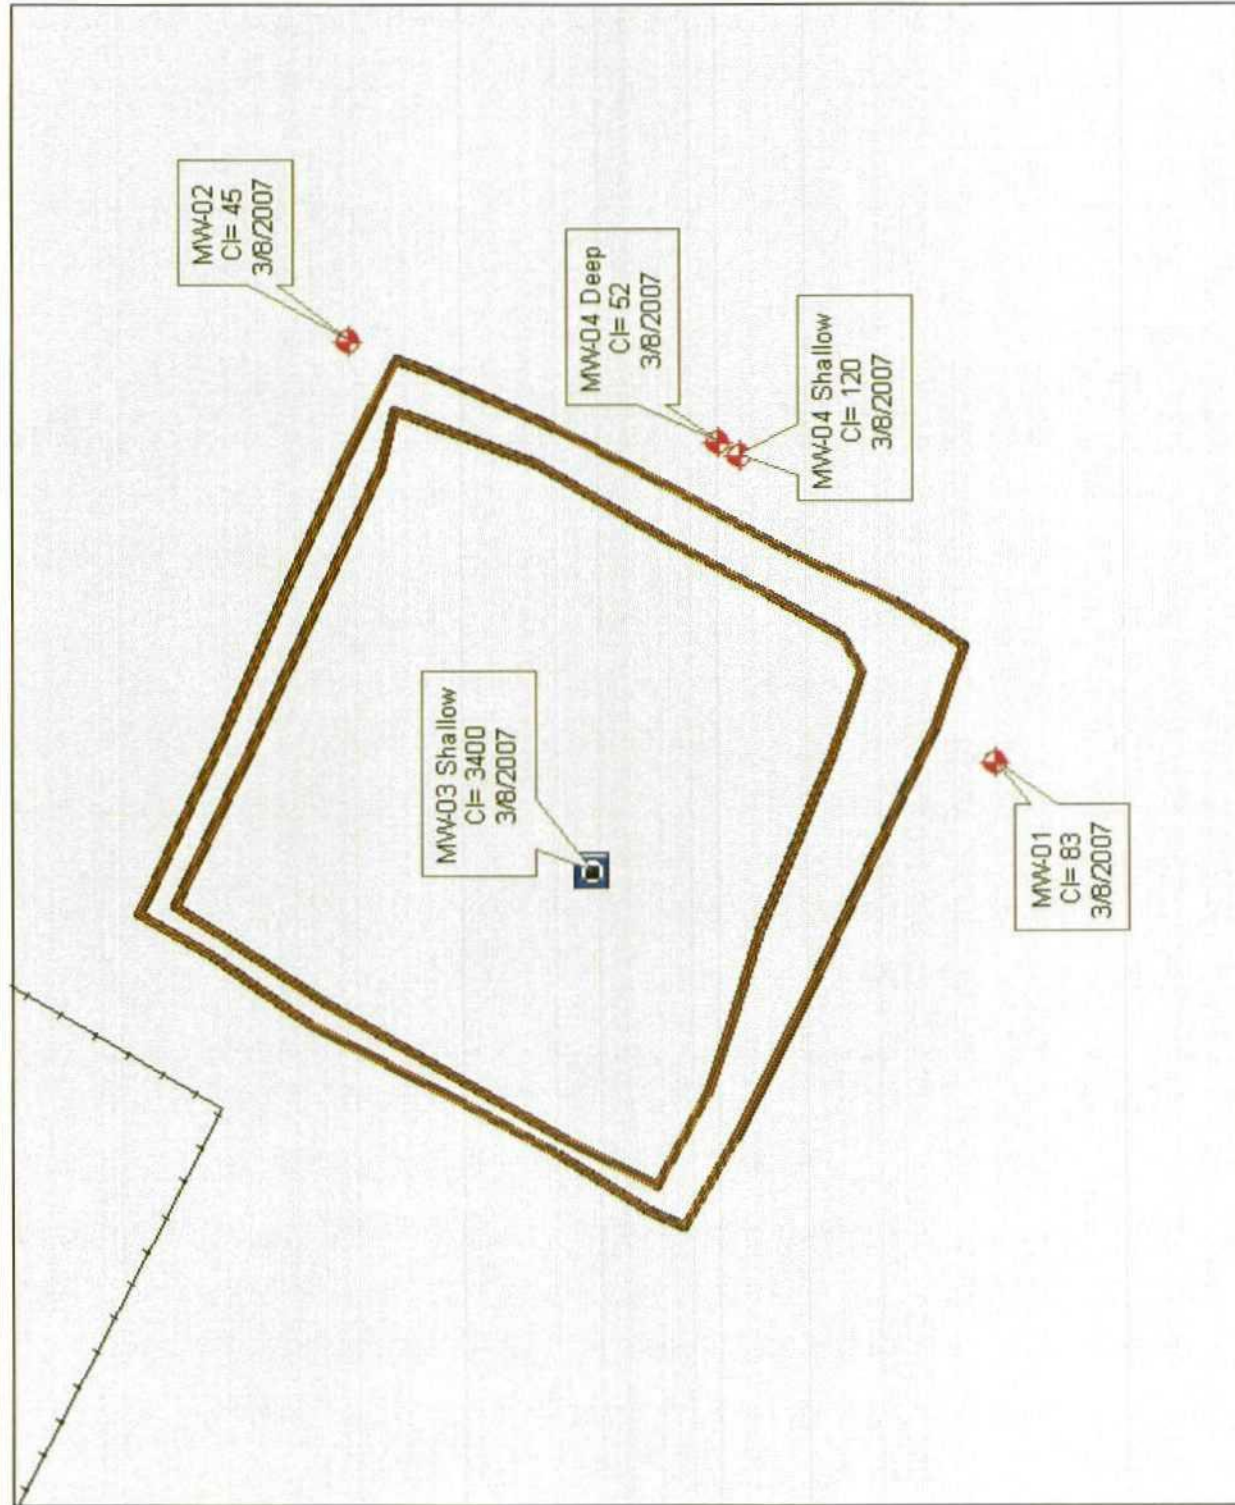 MW-02
Cl= 45
3/8/2007
MW-04 Deep
Cl= 52
3/8/2007
MW-04 Shallow
Cl= 120
3/8/2007
MW-03 Shallow
Cl= 3400
3/8/2007
MW-01
Cl= 83
3/8/2007